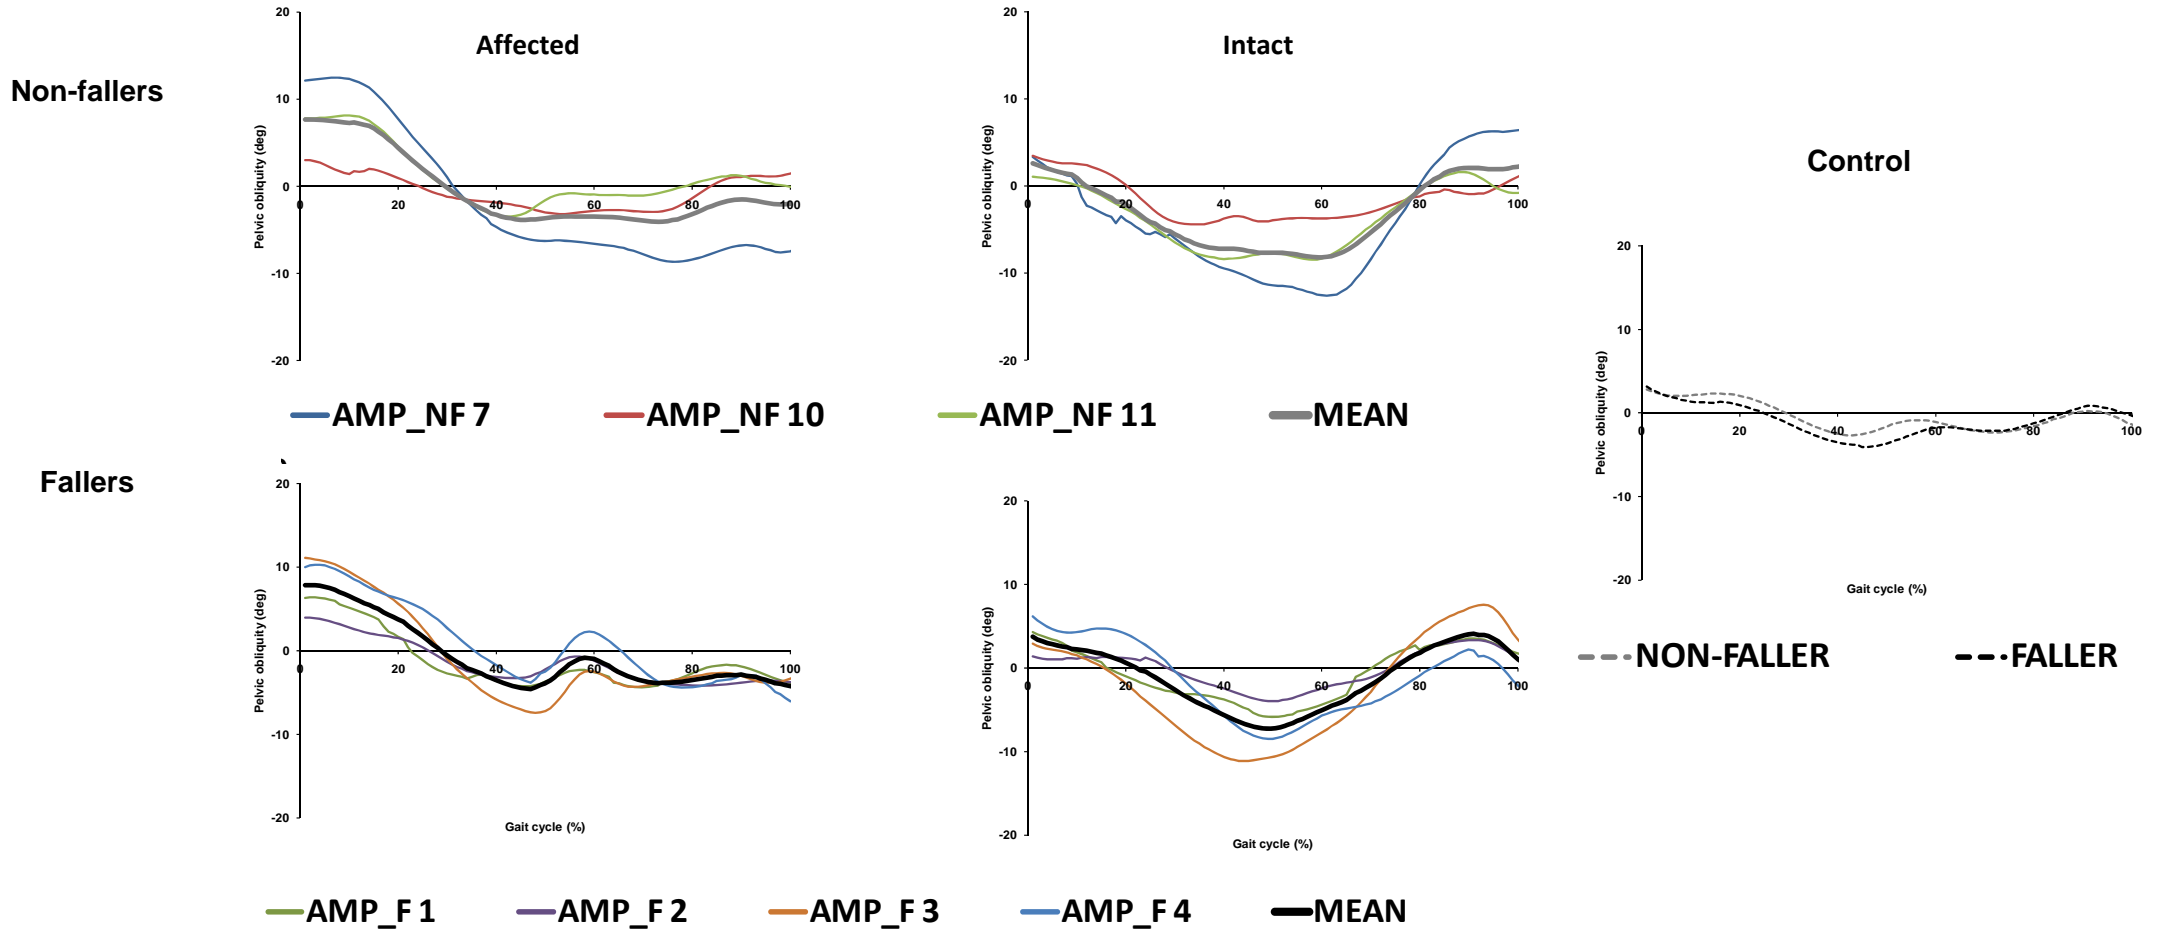 Affected
Intact
Non-fallers
Control
Fallers
20
10
0
-10
-20
0
20
40
60
80
100
Pelvic obliquity (deg)
20
10
0
-10
-20
0
20
40
60
80
100
Pelvic obliquity (deg)
AMP_NF 7
AMP_NF 10
AMP_NF 11
MEAN
20
10
0
-10
-20
0
20
40
60
80
100
Pelvic obliquity (deg)
Gait cycle (%)
NON-FALLER
FALLER
20
10
0
-10
-20
0
20
40
60
80
100
Pelvic obliquity (deg)
Gait cycle (%)
20
10
0
-10
-20
0
20
40
60
80
100
Pelvic obliquity (deg)
Gait cycle (%)
AMP_F 1
AMP_F 2
AMP_F 3
AMP_F 4
MEAN